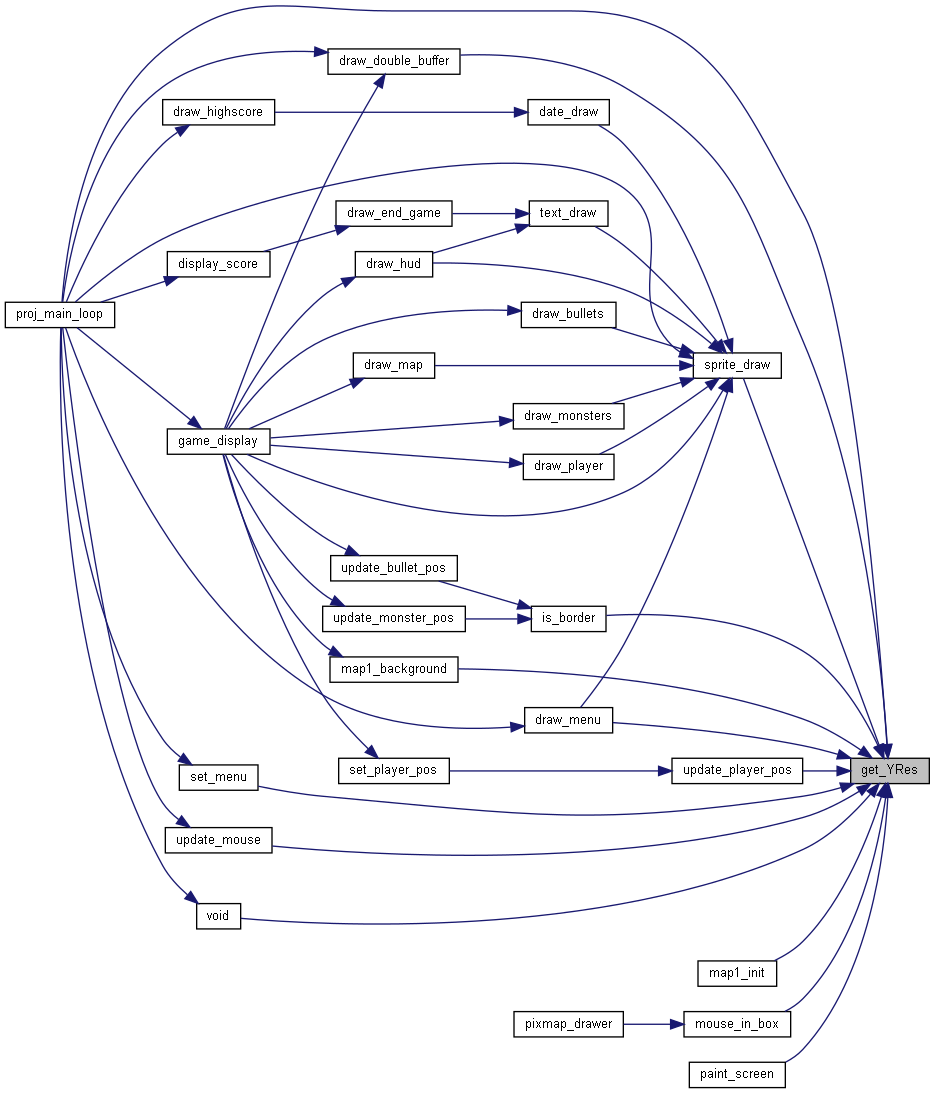 draw_double_buffer
draw_highscore
date_draw
draw_end_game
text_draw
display_score
draw_hud
proj_main_loop
draw_bullets
draw_map
sprite_draw
draw_monsters
game_display
draw_player
update_bullet_pos
update_monster_pos
is_border
map1_background
draw_menu
set_player_pos
update_player_pos
get_YRes
set_menu
update_mouse
void
map1_init
pixmap_drawer
mouse_in_box
paint_screen